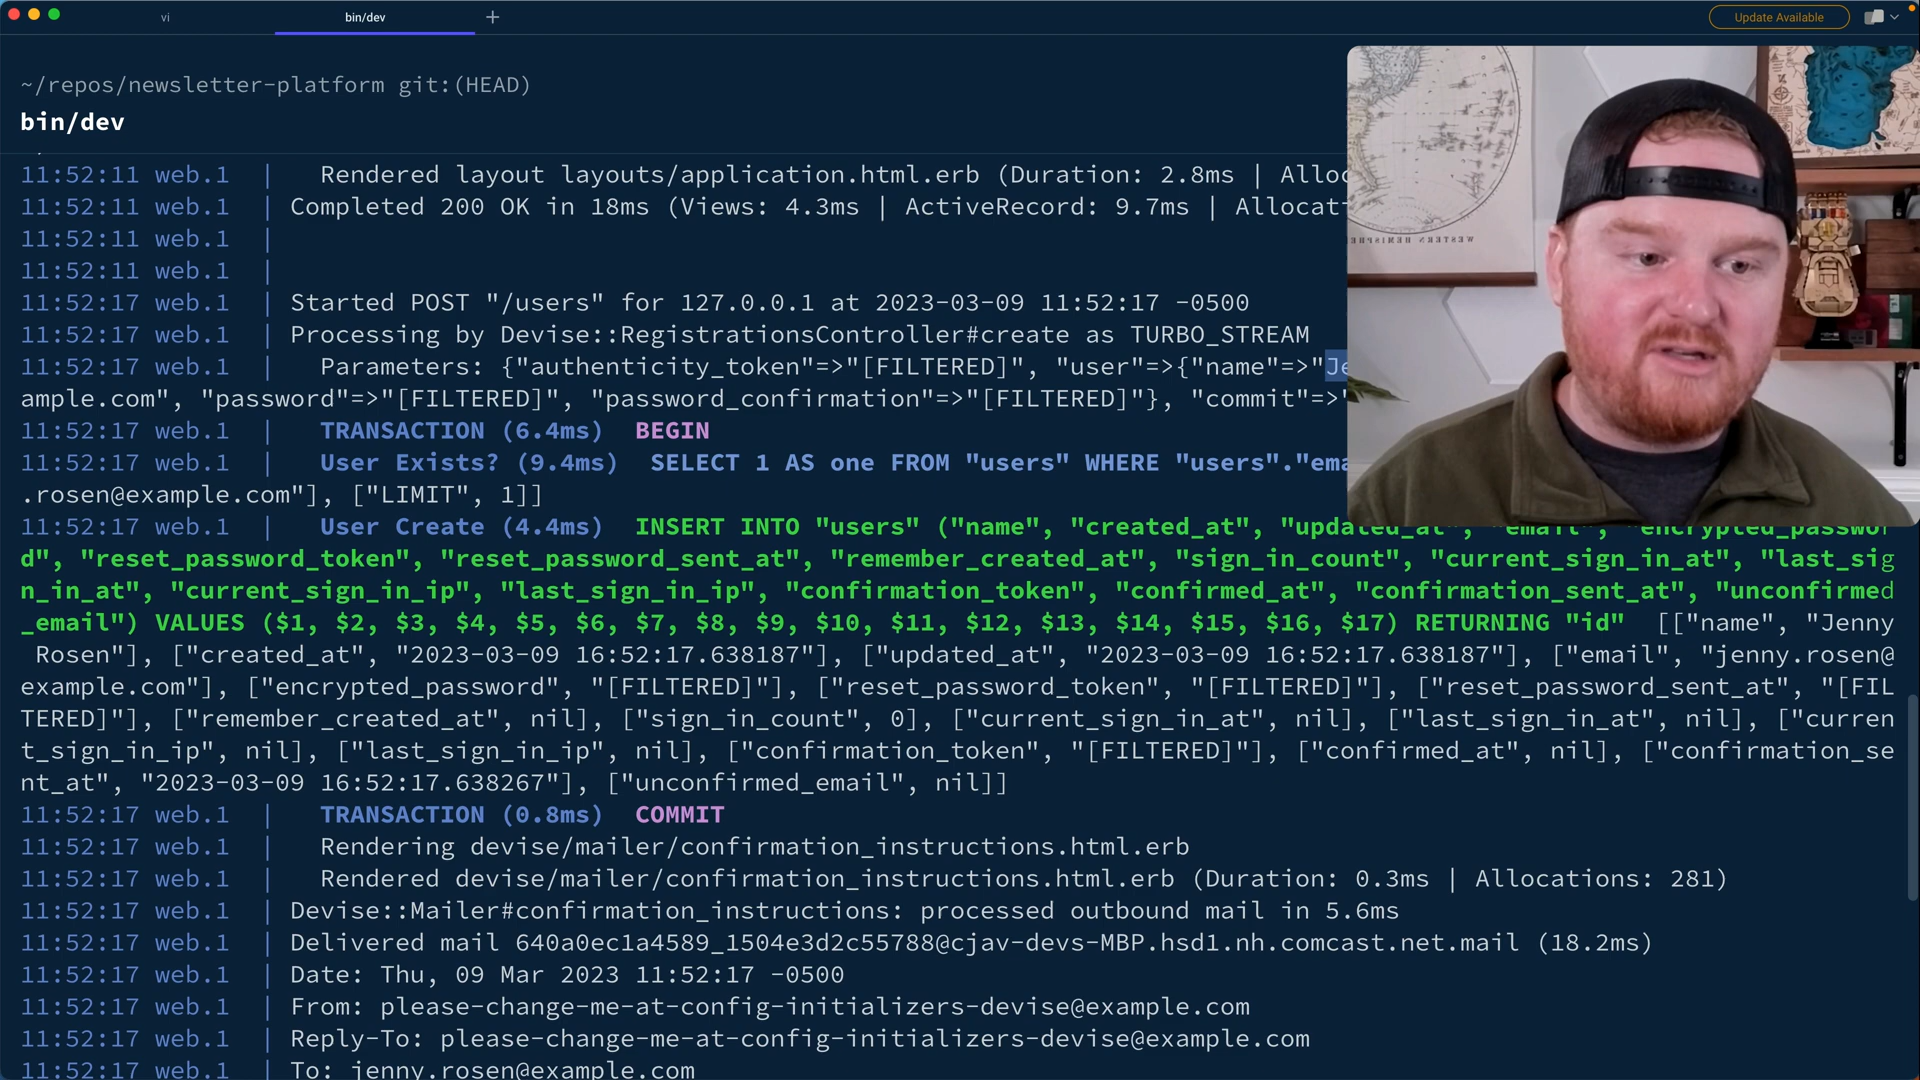 vi
bin/dev
Update Available
~/repos/newsletter-platform git:(HEAD)
bin/dev
11:52:11 web.1 | Rendered layout layouts/application.html.erb (Duration: 2.8ms | Alloc
11:52:11 web.1 | Completed 200 OK in 18ms (Views: 4.3ms | ActiveRecord: 9.7ms | Allocat
11:52:11 web.1 |
11:52:11 web.1 |
11:52:17 web.1 | Started POST "/users" for 127.0.0.1 at 2023-03-09 11:52:17 -0500
11:52:17 web.1 | Processing by Devise::RegistrationsController#create as TURBO_STREAM
11:52:17 web.1 | Parameters: {"authenticity_token"=>"[FILTERED]", "user"=>{"name"=>"Je
ample.com", "password"=>"[FILTERED]", "password_confirmation"=>"[FILTERED]"}, "commit"=>"
11:52:17 web.1 | TRANSACTION (6.4ms) BEGIN
11:52:17 web.1 | User Exists? (9.4ms) SELECT 1 AS one FROM "users" WHERE "users"."ema
.rosen@example.com"], ["LIMIT", 1]]
11:52:17 web.1 | User Create (4.4ms) INSERT INTO "users" ("name", "created_at", "updated_at", "email", "encrypted_passwor
d", "reset_password_token", "reset_password_sent_at", "remember_created_at", "sign_in_count", "current_sign_in_at", "last_sig
n_in_at", "current_sign_in_ip", "last_sign_in_ip", "confirmation_token", "confirmed_at", "confirmation_sent_at", "unconfirmed
_email") VALUES ($1, $2, $3, $4, $5, $6, $7, $8, $9, $10, $11, $12, $13, $14, $15, $16, $17) RETURNING "id" [["name", "Jenny
Rosen"], ["created_at", "2023-03-09 16:52:17.638187"], ["updated_at", "2023-03-09 16:52:17.638187"], ["email", "jenny.rosen@
example.com"], ["encrypted_password", "[FILTERED]"], ["reset_password_token", "[FILTERED]"], ["reset_password_sent_at", "[FIL
TERED]"], ["remember_created_at", nil], ["sign_in_count", 0], ["current_sign_in_at", nil], ["last_sign_in_at", nil], ["curren
t_sign_in_ip", nil], ["last_sign_in_ip", nil], ["confirmation_token", "[FILTERED]"], ["confirmed_at", nil], ["confirmation_se
nt_at", "2023-03-09 16:52:17.638267"], ["unconfirmed_email", nil]]
11:52:17 web.1 | TRANSACTION (0.8ms) COMMIT
11:52:17 web.1 | Rendering devise/mailer/confirmation_instructions.html.erb
11:52:17 web.1 | Rendered devise/mailer/confirmation_instructions.html.erb (Duration: 0.3ms | Allocations: 281)
11:52:17 web.1 | Devise::Mailer#confirmation_instructions: processed outbound mail in 5.6ms
11:52:17 web.1 | Delivered mail 640a0ec1a4589_1504e3d2c55788@cjav-devs-MBP.hsd1.nh.comcast.net.mail (18.2ms)
11:52:17 web.1 | Date: Thu, 09 Mar 2023 11:52:17 -0500
11:52:17 web.1 | From: please-change-me-at-config-initializers-devise@example.com
11:52:17 web.1 | Reply-To: please-change-me-at-config-initializers-devise@example.com
11:52:17 web.1 | To: jenny.rosen@example.com